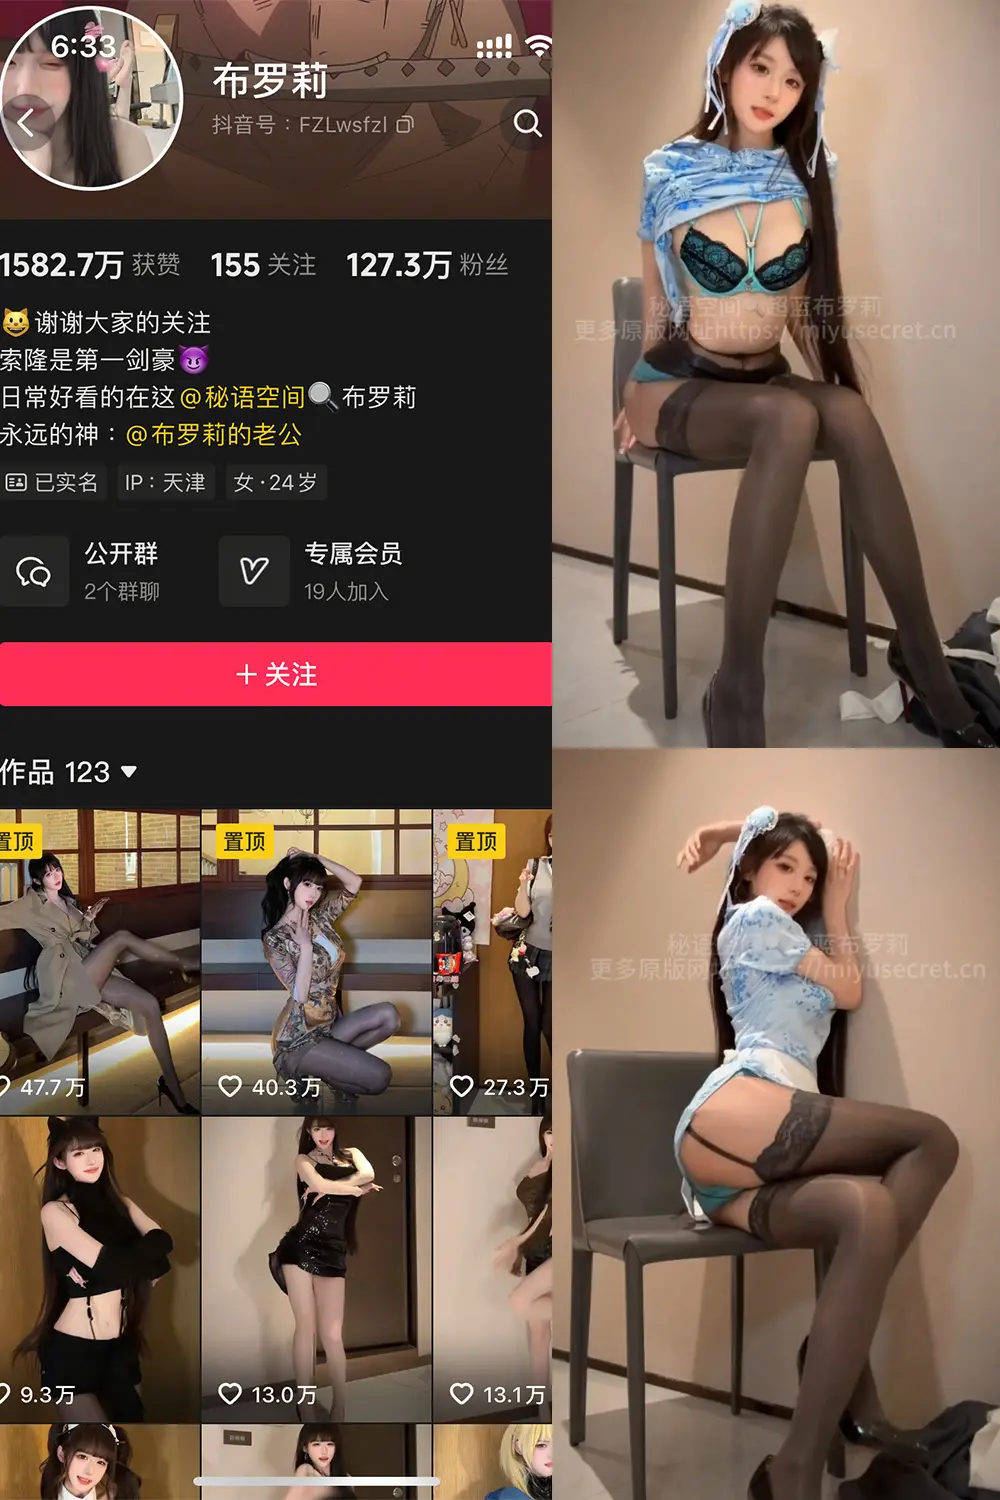 6:33
布罗莉
抖音号：FZLwsfzl
1582.7万 获赞 155 关注 127.3万 粉丝
谢谢大家的关注
索隆是第一剑豪
日常好看的在这@秘语空间🔍布罗莉
永远的神：@布罗莉的老公
已实名 IP：天津 女·24岁
公开群 专属会员
2个群聊 19人加入
＋关注
作品 123
置顶 置顶 置顶
47.7万 40.3万 27.3万
9.3万 13.0万 13.1万
秘语空间 超蓝布罗莉
更多原版网址https://miyusecret.cn
秘语 蓝布罗莉
更多原版网 //miyusecret.cn